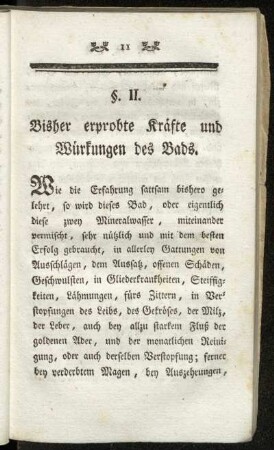 11
§. II.
Bisher erprobte Kräfte und
Würkungen des Bads.
Wie die Erfahrung sattsam bishero ge-
lehrt, so wird dieses Bad, oder eigentlich
diese zwey Mineralwasser, miteinander
vermischt, sehr nützlich und mit dem besten
Erfolg gebraucht, in allerley Gattungen von
Ausschlägen, dem Aussatz, offenen Schäden,
Geschwulsten, in Gliederkrankheiten, Steiffig-
keiten, Lähmungen, fürs Zittern, in Ver-
stopfungen des Leibs, des Gekröses, der Milz,
der Leber, auch bey allzu starkem Fluß der
goldenen Ader, und der monatlichen Reini-
gung, oder auch derselben Verstopfung; ferner
bey verderbtem Magen, bey Auszehrungen,